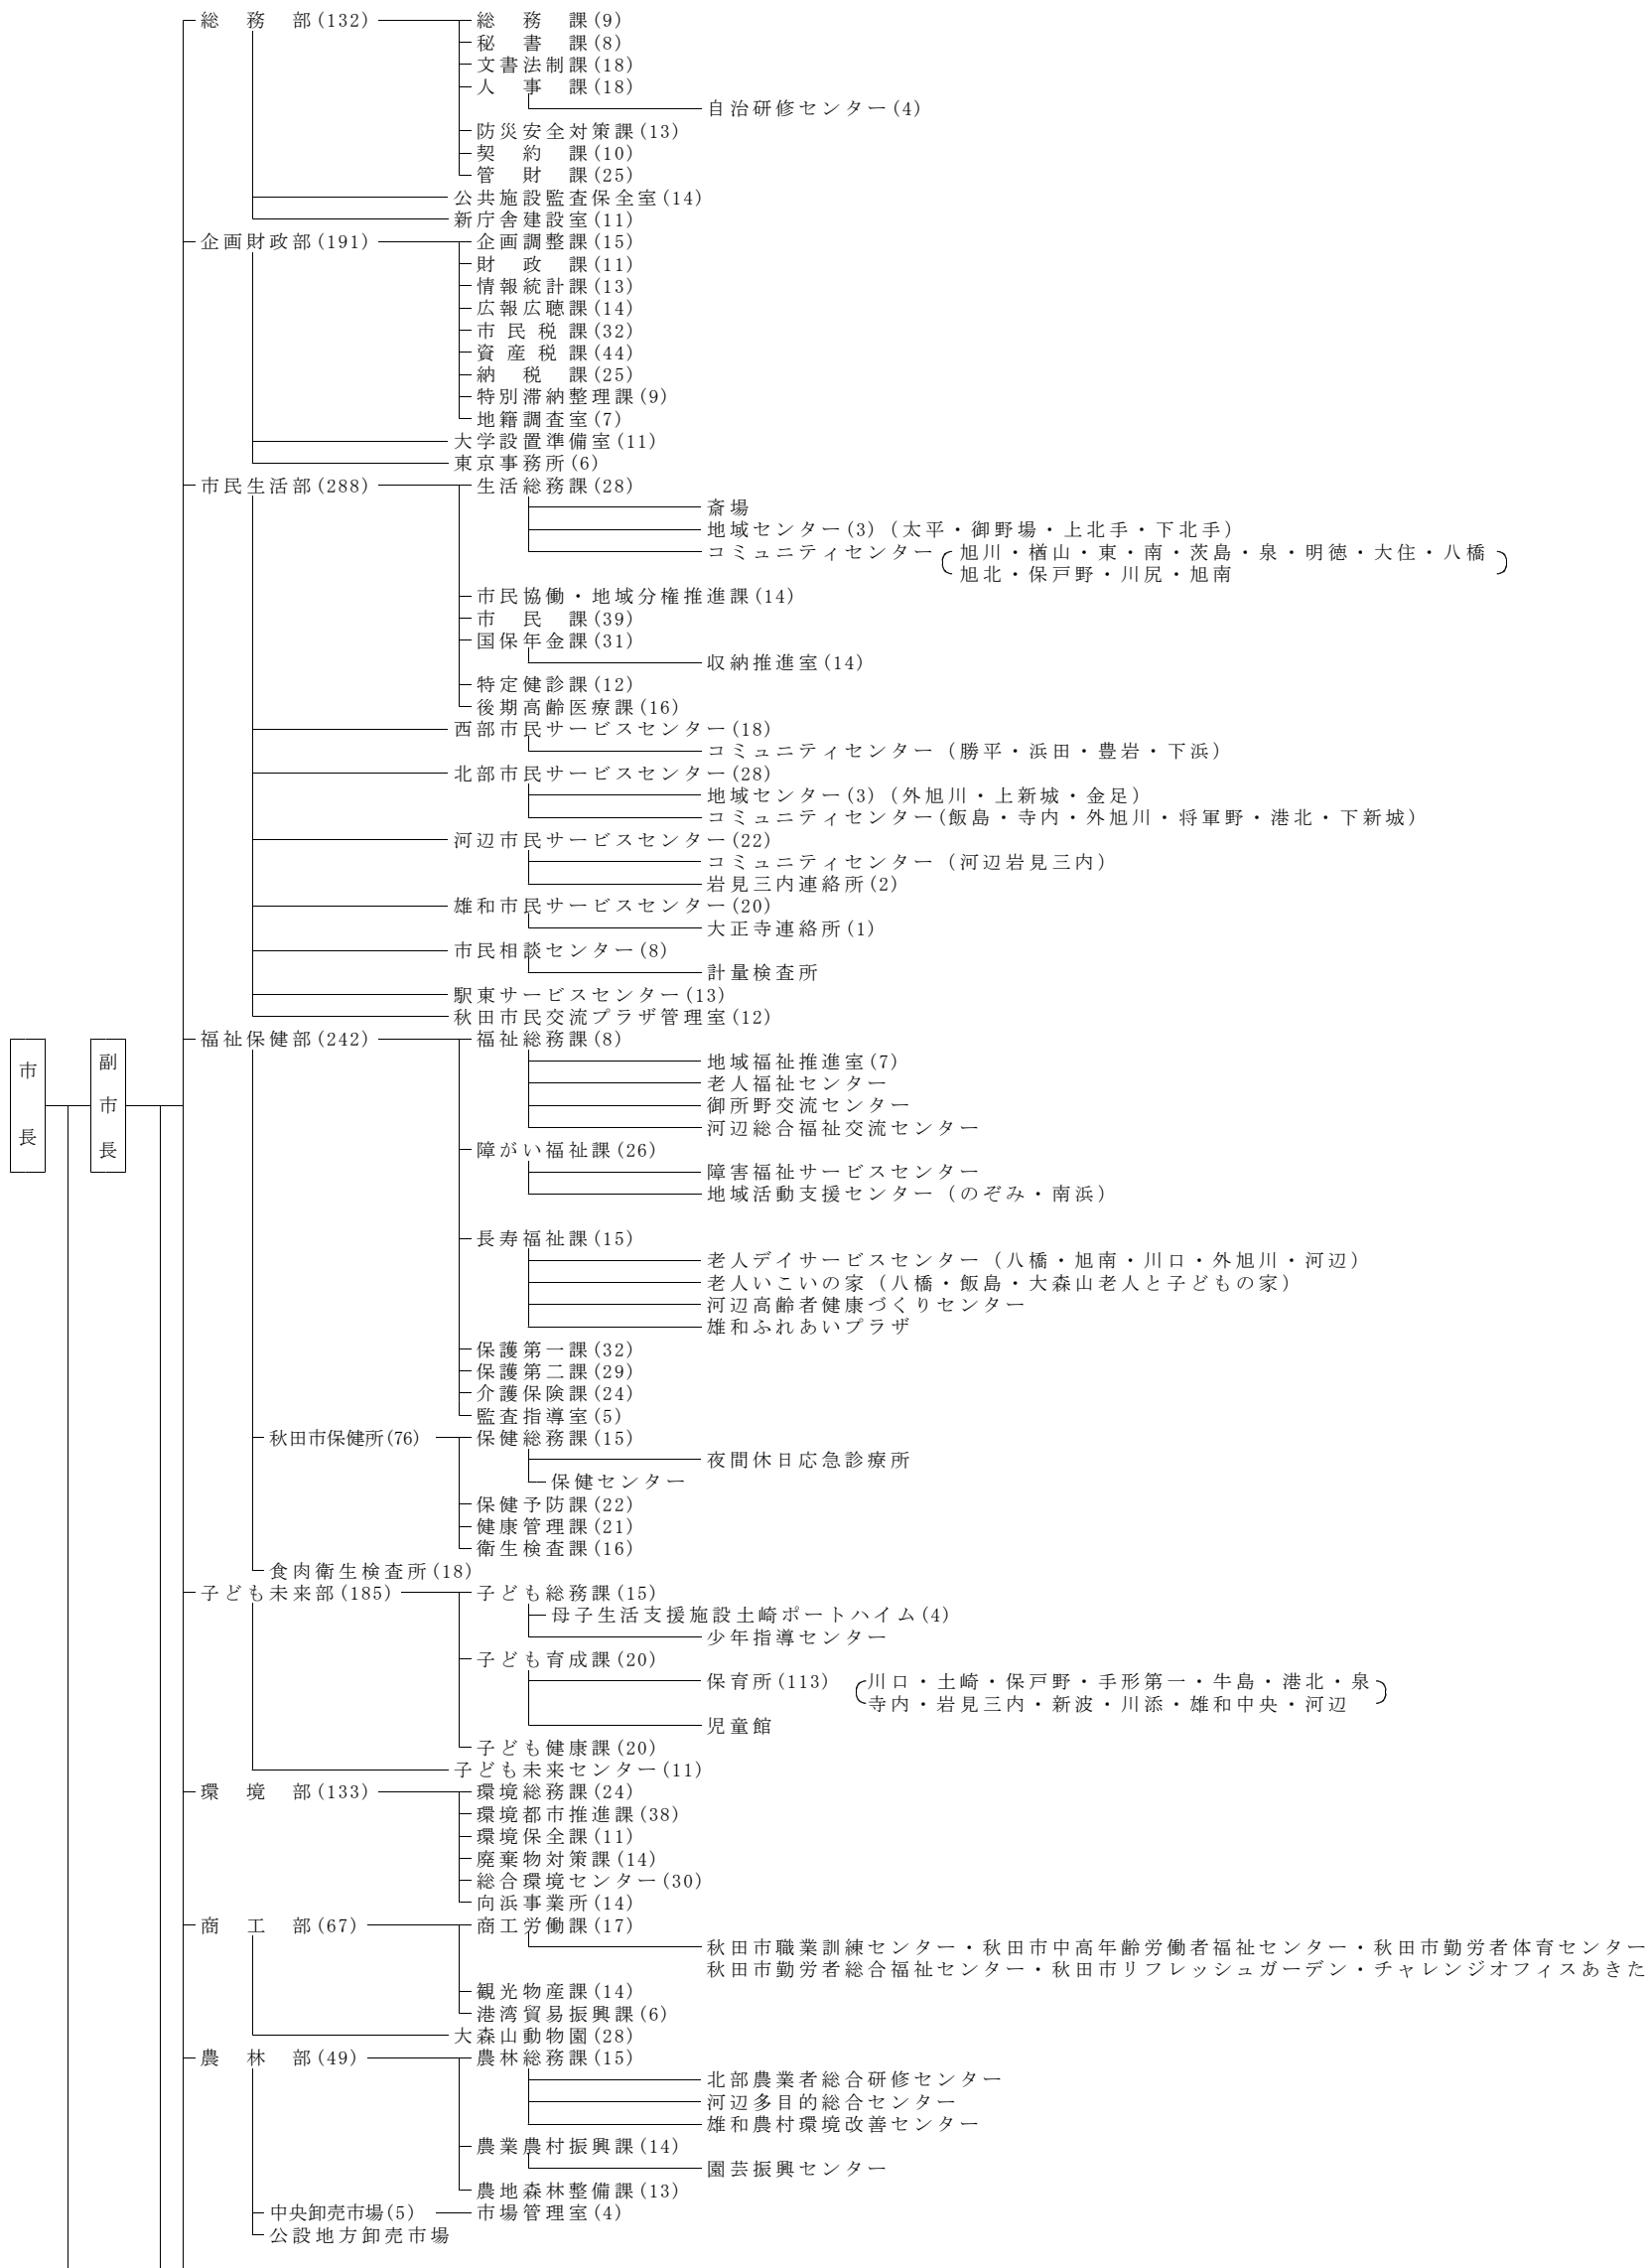 総務部(132) 総務課(9)
秘書課(8)
文書法制課(18)
人事課(18)
自治研修センター(4)
防災安全対策課(13)
契約課(10)
管財課(25)
公共施設監査保全室(14)
新庁舎建設室(11)
企画財政部(191) 企画調整課(15)
財政課(11)
情報統計課(13)
広報広聴課(14)
市民税課(32)
資産税課(44)
納税課(25)
特別滞納整理課(9)
地籍調査室(7)
大学設置準備室(11)
東京事務所(6)
市民生活部(288) 生活総務課(28)
斎場
地域センター(3)(太平・御野場・上北手・下北手)
コミュニティセンター 旭川・楢山・東・南・茨島・泉・明徳・大住・八橋
旭北・保戸野・川尻・旭南
市民協働・地域分権推進課(14)
市民課(39)
国保年金課(31)
収納推進室(14)
特定健診課(12)
後期高齢医療課(16)
西部市民サービスセンター(18)
コミュニティセンター(勝平・浜田・豊岩・下浜)
北部市民サービスセンター(28)
地域センター(3)(外旭川・上新城・金足)
コミュニティセンター(飯島・寺内・外旭川・将軍野・港北・下新城)
河辺市民サービスセンター(22)
コミュニティセンター(河辺岩見三内)
岩見三内連絡所(2)
雄和市民サービスセンター(20)
大正寺連絡所(1)
市民相談センター(8)
計量検査所
駅東サービスセンター(13)
秋田市民交流プラザ管理室(12)
市長 副市長 福祉保健部(242) 福祉総務課(8)
地域福祉推進室(7)
老人福祉センター
御所野交流センター
河辺総合福祉交流センター
障がい福祉課(26)
障害福祉サービスセンター
地域活動支援センター(のぞみ・南浜)
長寿福祉課(15)
老人デイサービスセンター(八橋・旭南・川口・外旭川・河辺)
老人いこいの家(八橋・飯島・大森山老人と子どもの家)
河辺高齢者健康づくりセンター
雄和ふれあいプラザ
保護第一課(32)
保護第二課(29)
介護保険課(24)
監査指導室(5)
秋田市保健所(76) 保健総務課(15)
夜間休日応急診療所
保健センター
保健予防課(22)
健康管理課(21)
衛生検査課(16)
食肉衛生検査所(18)
子ども未来部(185) 子ども総務課(15)
母子生活支援施設土崎ポートハイム(4)
少年指導センター
子ども育成課(20)
保育所(113) 川口・土崎・保戸野・手形第一・牛島・港北・泉
寺内・岩見三内・新波・川添・雄和中央・河辺
児童館
子ども健康課(20)
子ども未来センター(11)
環境部(133) 環境総務課(24)
環境都市推進課(38)
環境保全課(11)
廃棄物対策課(14)
総合環境センター(30)
向浜事業所(14)
商工部(67) 商工労働課(17)
秋田市職業訓練センター・秋田市中高年齢労働者福祉センター・秋田市勤労者体育センター
秋田市勤労者総合福祉センター・秋田市リフレッシュガーデン・チャレンジオフィスあきた
観光物産課(14)
港湾貿易振興課(6)
大森山動物園(28)
農林部(49) 農林総務課(15)
北部農業者総合研修センター
河辺多目的総合センター
雄和農村環境改善センター
農業農村振興課(14)
園芸振興センター
農地森林整備課(13)
中央卸売市場(5) 市場管理室(4)
公設地方卸売市場